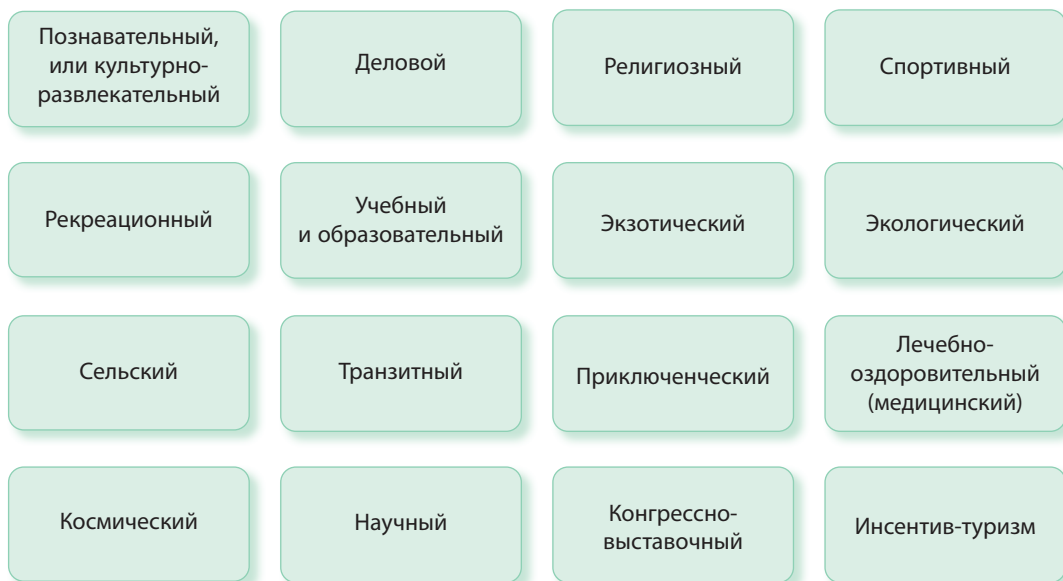 Познавательный,
или культурно-
развлекательный
Деловой
Религиозный
Спортивный
Рекреационный
Учебный
и образовательный
Экзотический
Экологический
Сельский
Транзитный
Приключенческий
Лечебно-
оздоровительный
(медицинский)
Космический
Научный
Конгрессно-
выставочный
Инсентив-туризм